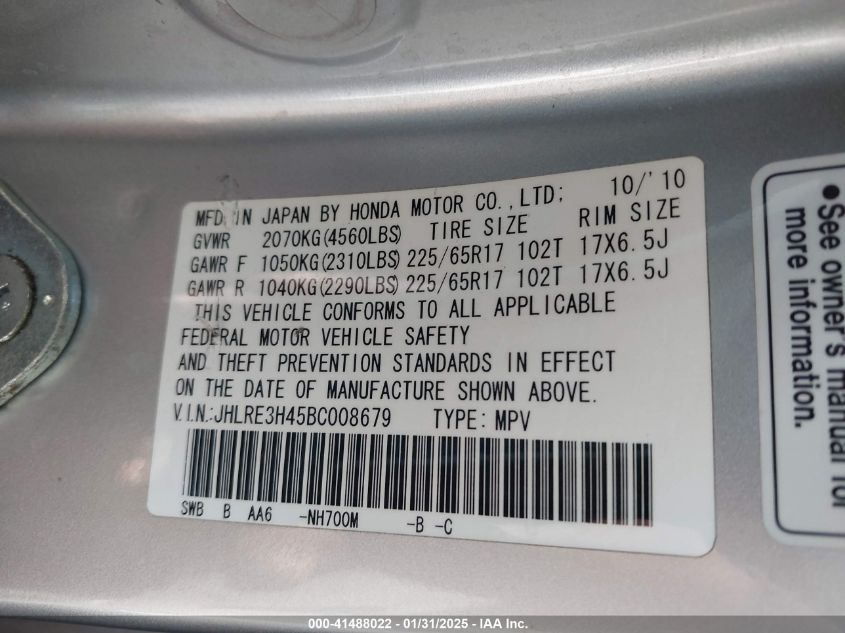 MFD. IN JAPAN BY HONDA MOTOR CO., LTD; 10/'10
GVWR 2070KG(4560LBS) TIRE SIZE RIM SIZE
GAWR F 1050KG(2310LBS) 225/65R17 102T 17X6.5J
GAWR R 1040KG(2290LBS) 225/65R17 102T 17X6.5J
THIS VEHICLE CONFORMS TO ALL APPLICABLE
FEDERAL MOTOR VEHICLE SAFETY
AND THEFT PREVENTION STANDARDS IN EFFECT
ON THE DATE OF MANUFACTURE SHOWN ABOVE.
V.I.N.:JHLRE3H45BC008679 TYPE: MPV
SWB B AA6 -NH700M -B -C
●See owner's manual for
more information.
000-41488022 - 01/31/2025 - IAA Inc.